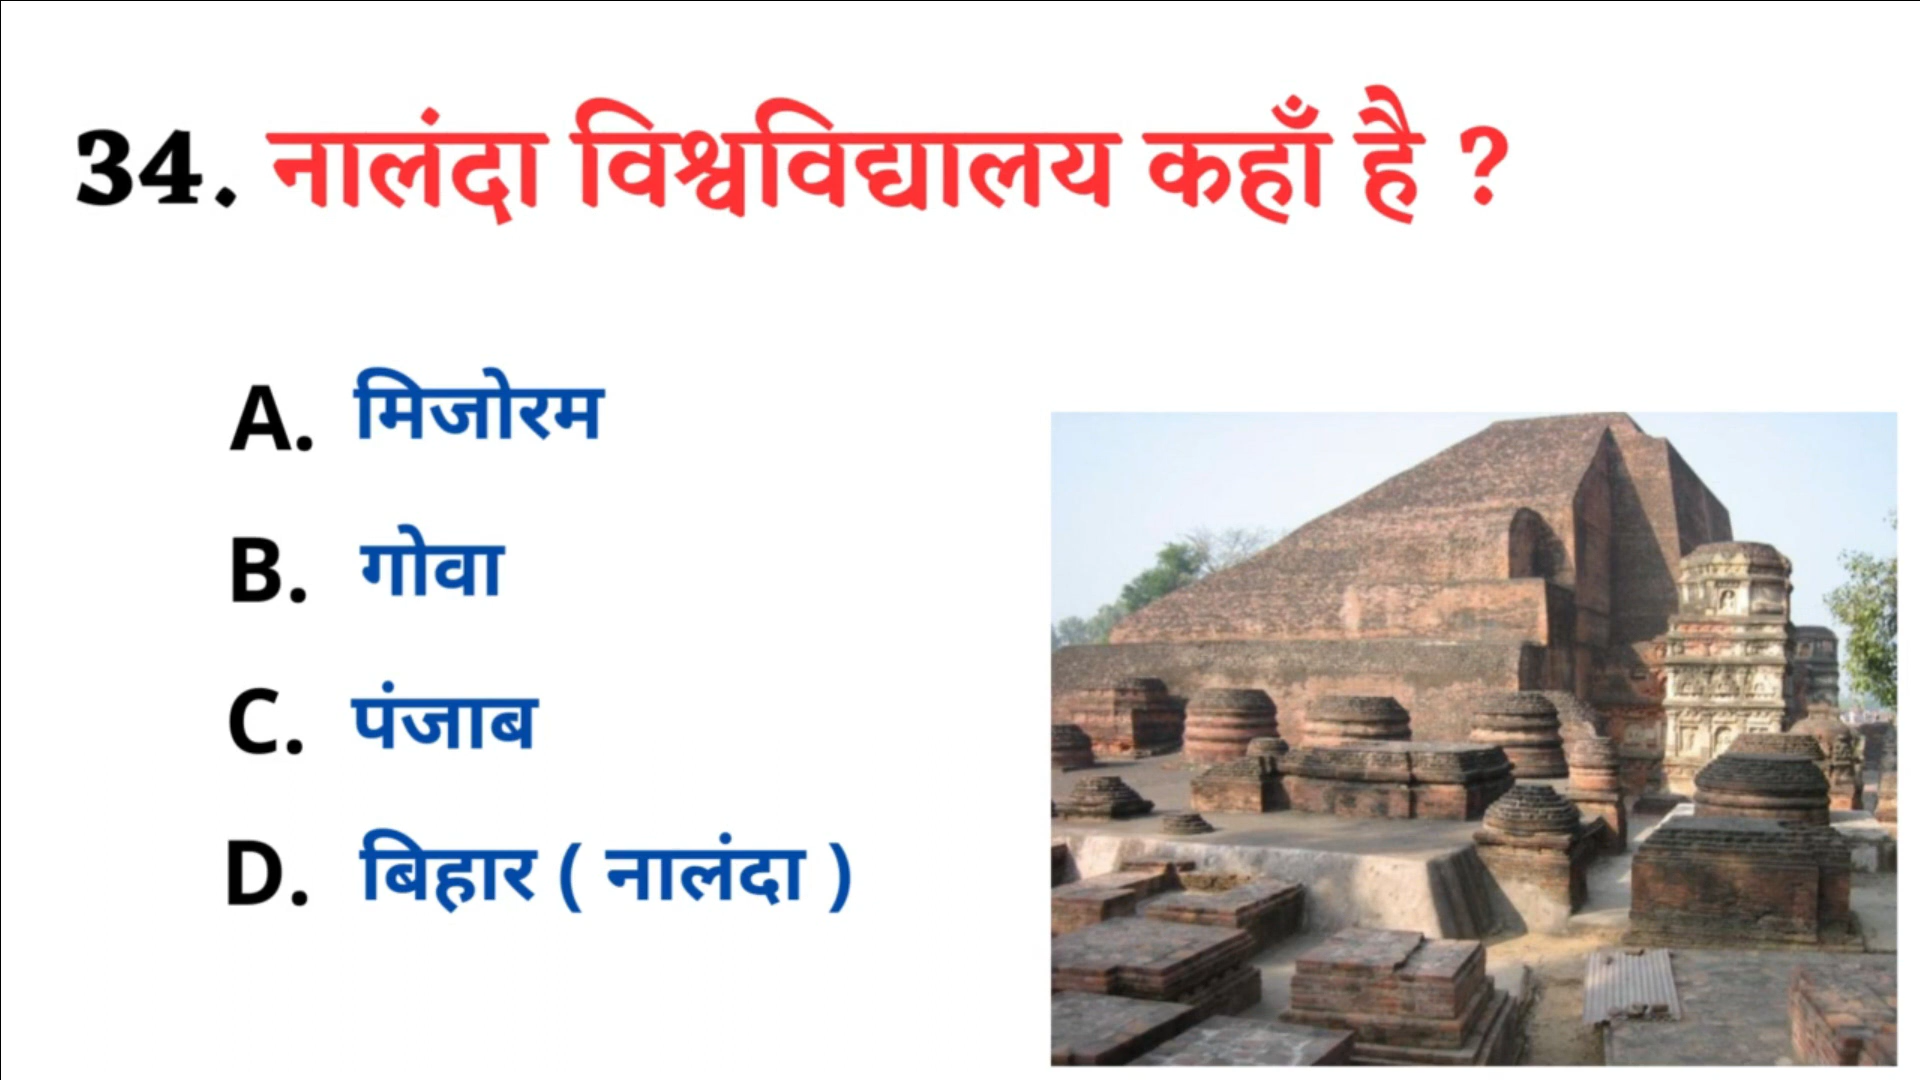 34. नालंदा विश्वविद्यालय कहाँ है ?
A. मिजोरम
B. गोवा
C. पंजाब
D. बिहार ( नालंदा )